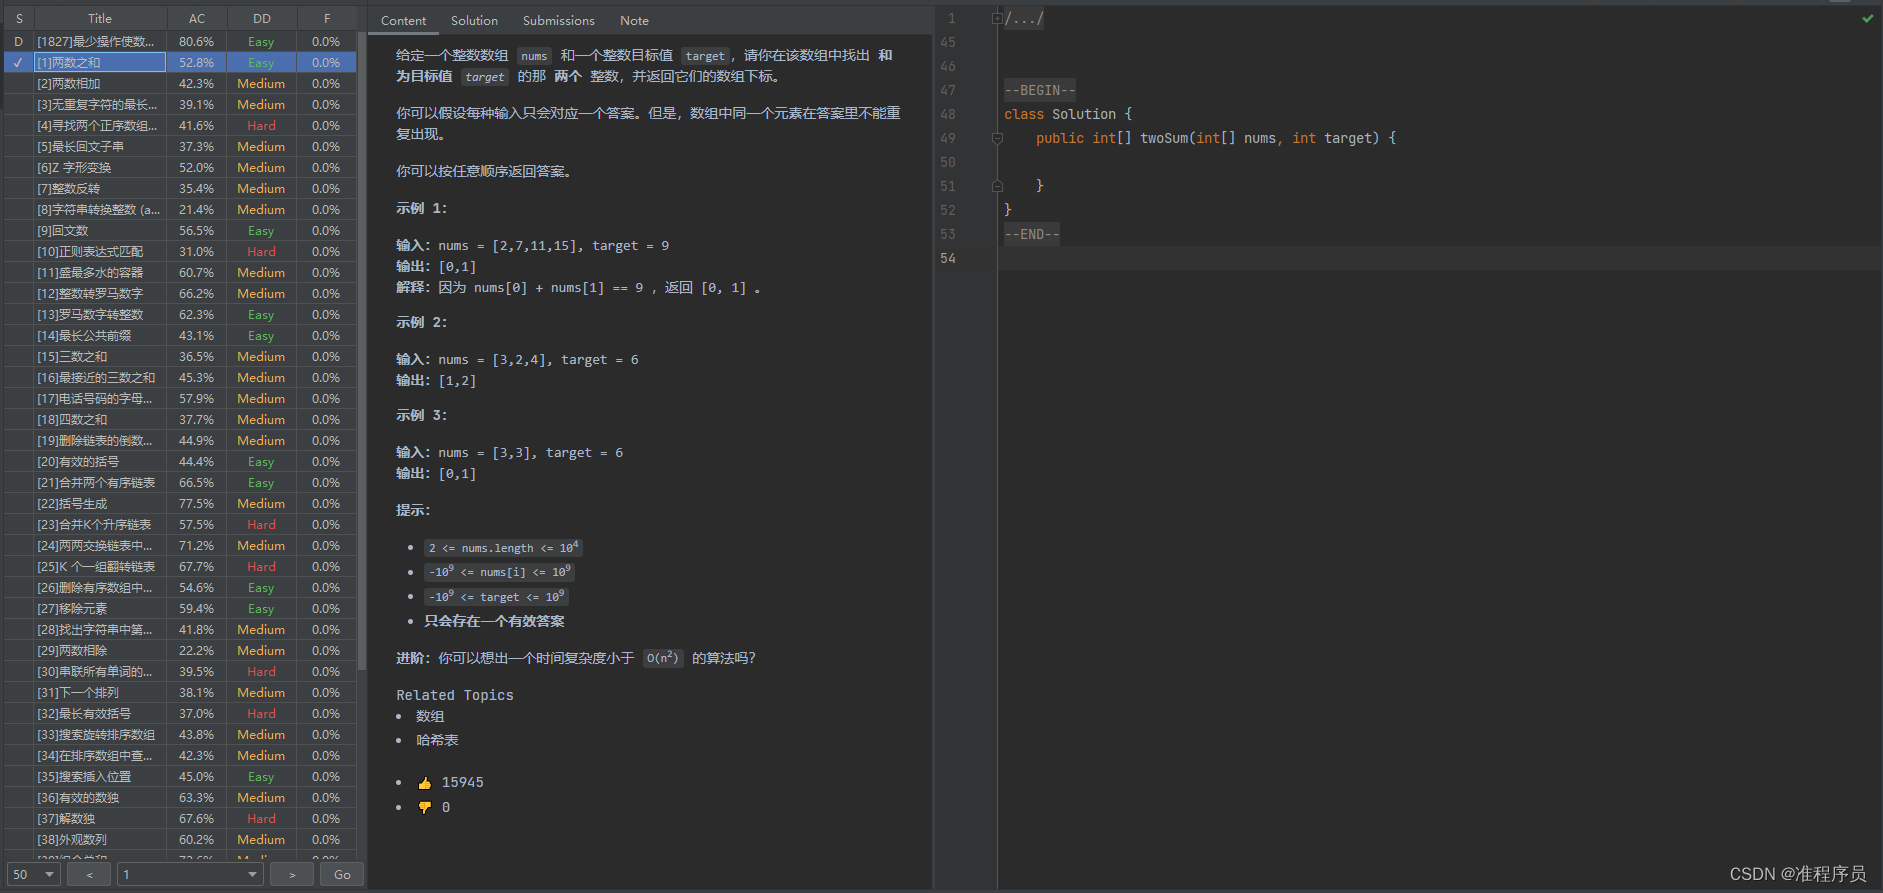 S Title AC DD F
D [1827]最少操作使数... 80.6% Easy 0.0%
✓ [1]两数之和 52.8% Easy 0.0%
[2]两数相加 42.3% Medium 0.0%
[3]无重复字符的最长... 39.1% Medium 0.0%
[4]寻找两个正序数组... 41.6% Hard 0.0%
[5]最长回文子串 37.3% Medium 0.0%
[6]Z 字形变换 52.0% Medium 0.0%
[7]整数反转 35.4% Medium 0.0%
[8]字符串转换整数 (a... 21.4% Medium 0.0%
[9]回文数 56.5% Easy 0.0%
[10]正则表达式匹配 31.0% Hard 0.0%
[11]盛最多水的容器 60.7% Medium 0.0%
[12]整数转罗马数字 66.2% Medium 0.0%
[13]罗马数字转整数 62.3% Easy 0.0%
[14]最长公共前缀 43.1% Easy 0.0%
[15]三数之和 36.5% Medium 0.0%
[16]最接近的三数之和 45.3% Medium 0.0%
[17]电话号码的字母... 57.9% Medium 0.0%
[18]四数之和 37.7% Medium 0.0%
[19]删除链表的倒数... 44.9% Medium 0.0%
[20]有效的括号 44.4% Easy 0.0%
[21]合并两个有序链表 66.5% Easy 0.0%
[22]括号生成 77.5% Medium 0.0%
[23]合并K个升序链表 57.5% Hard 0.0%
[24]两两交换链表中... 71.2% Medium 0.0%
[25]K 个一组翻转链表 67.7% Hard 0.0%
[26]删除有序数组中... 54.6% Easy 0.0%
[27]移除元素 59.4% Easy 0.0%
[28]找出字符串中第... 41.8% Medium 0.0%
[29]两数相除 22.2% Medium 0.0%
[30]串联所有单词的... 39.5% Hard 0.0%
[31]下一个排列 38.1% Medium 0.0%
[32]最长有效括号 37.0% Hard 0.0%
[33]搜索旋转排序数组 43.8% Medium 0.0%
[34]在排序数组中查... 42.3% Medium 0.0%
[35]搜索插入位置 45.0% Easy 0.0%
[36]有效的数独 63.3% Medium 0.0%
[37]解数独 67.6% Hard 0.0%
[38]外观数列 60.2% Medium 0.0%
50 < 1 > Go
Content Solution Submissions Note
给定一个整数数组 nums 和一个整数目标值 target，请你在该数组中找出 和
为目标值 target 的那 两个 整数，并返回它们的数组下标。
你可以假设每种输入只会对应一个答案。但是，数组中同一个元素在答案里不能重
复出现。
你可以按任意顺序返回答案。
示例 1：
输入：nums = [2,7,11,15], target = 9
输出：[0,1]
解释：因为 nums[0] + nums[1] == 9 ，返回 [0, 1] 。
示例 2：
输入：nums = [3,2,4], target = 6
输出：[1,2]
示例 3：
输入：nums = [3,3], target = 6
输出：[0,1]
提示：
• 2 <= nums.length <= 10⁴
• -10⁹ <= nums[i] <= 10⁹
• -10⁹ <= target <= 10⁹
• 只会存在一个有效答案
进阶：你可以想出一个时间复杂度小于 O(n²) 的算法吗？
Related Topics
• 数组
• 哈希表
• 👍 15945
• 👎 0
1 /.../
45
46
47 --BEGIN--
48 class Solution {
49 public int[] twoSum(int[] nums, int target) {
50
51 }
52 }
53 --END--
54
CSDN @准程序员